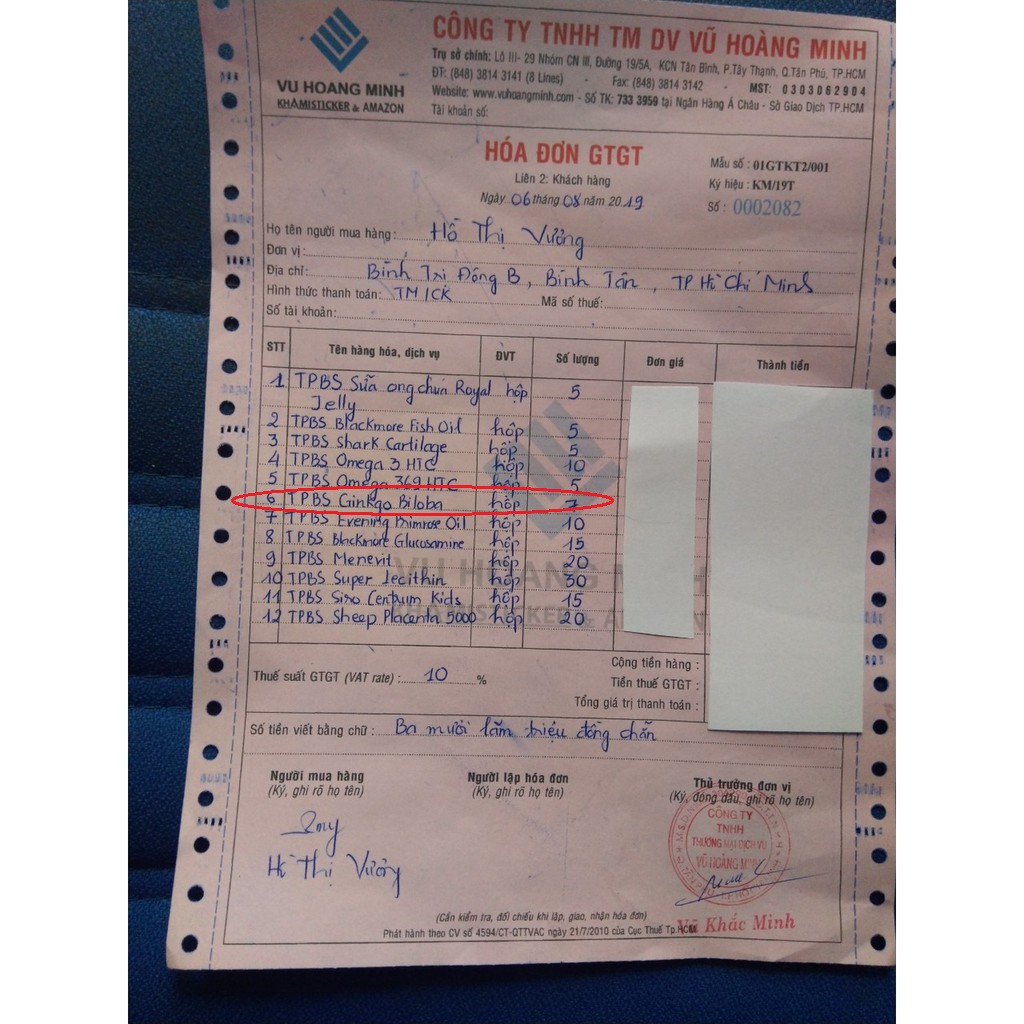 CÔNG TY TNHH TM DV VŨ HOÀNG MINH
Trụ sở chính: Lô III- 29 Nhóm CN III, Đường 19/5A, KCN Tân Bình, P.Tây Thạnh, Q.Tân Phú, TP.HCM
ĐT: (848) 3814 3141 (8 Lines) - Fax: (848) 3814 3142 - MST: 0303062904
Website: www.vuhoangminh.com - Số TK: 733 3959 tại Ngân Hàng Á Châu - Sở Giao Dịch TP.HCM
Tài khoản số:
VU HOANG MINH
KHAMISTICKER & AMAZON
HÓA ĐƠN GTGT
Liên 2: Khách hàng
Ngày 06 tháng 08 năm 2019
Mẫu số : 01GTKT2/001
Ký hiệu : KM/19T
Số : 0002082
Họ tên người mua hàng: Hồ Thị Vưởng
Đơn vị:
Địa chỉ: Bình Trị Đông B, Bình Tân, TP Hồ Chí Minh
Hình thức thanh toán: TM/CK Mã số thuế:
Số tài khoản:
STT Tên hàng hóa, dịch vụ ĐVT Số lượng Đơn giá Thành tiền
1 TPBS Sữa ong chúa Royal hộp 5
Jelly
2 TPBS Blackmore Fish Oil hộp 5
3 TPBS Shark Cartilage hộp 5
4 TPBS Omega 3 HTC hộp 10
5 TPBS Omega 369 HTC hộp 5
6 TPBS Ginkgo Biloba hộp 7
7 TPBS Evening Primrose Oil hộp 10
8 TPBS Blackmore Glucosamine hộp 15
9 TPBS Menevit hộp 20
10 TPBS Super Lecithin hộp 30
11 TPBS Siro Centrum Kids hộp 15
12 TPBS Sheep Placenta 5000 hộp 20
VU HOANG MINH
KHAMISTICKER & AMAZON
Cộng tiền hàng :
Thuế suất GTGT (VAT rate) : 10 % Tiền thuế GTGT :
Tổng giá trị thanh toán :
Số tiền viết bằng chữ : Ba mươi lăm triệu đồng chẵn
Người mua hàng Người lập hóa đơn Thủ trưởng đơn vị
(Ký, ghi rõ họ tên) (Ký, ghi rõ họ tên) (Ký, đóng dấu, ghi rõ họ tên)
CÔNG TY
TNHH
THƯƠNG MẠI DỊCH VỤ
VŨ HOÀNG MINH
Hồ Thị Vưởng
Vũ Khắc Minh
(Cần kiểm tra, đối chiếu khi lập, giao, nhận hóa đơn)
Phát hành theo CV số 4594/CT-QTTVAC ngày 21/7/2010 của Cục Thuế Tp.HCM